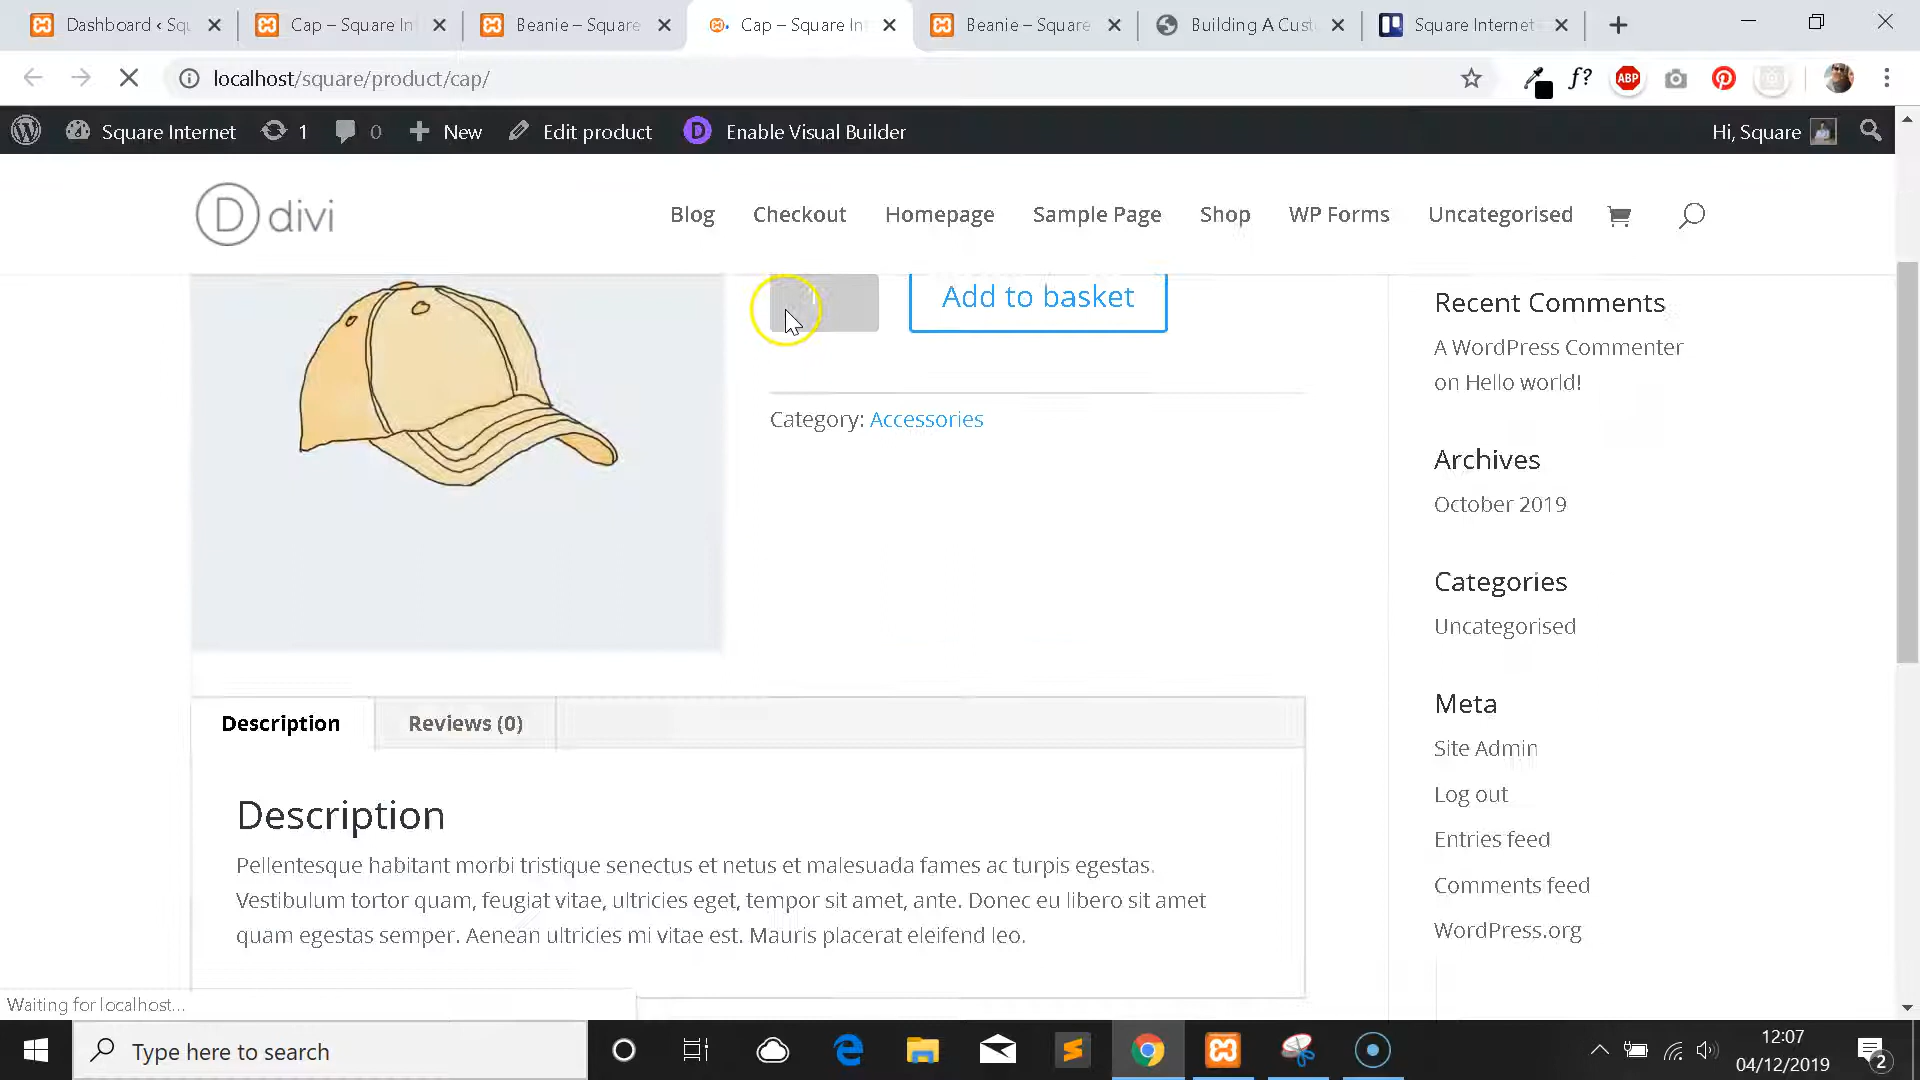 Dashboard ‹ Squ
Cap – Square In
Beanie – Square
Cap – Square In
Beanie – Square
Building A Cust
Square Internet
localhost/square/product/cap/
f?
ABP
Square Internet
1
0
New
Edit product
D
Enable Visual Builder
Hi, Square
D divi
Blog
Checkout
Homepage
Sample Page
Shop
WP Forms
Uncategorised
1
Add to basket
Category: Accessories
Recent Comments
A WordPress Commenter
on Hello world!
Archives
October 2019
Categories
Uncategorised
Meta
Site Admin
Log out
Entries feed
Comments feed
WordPress.org
Description
Reviews (0)
Description
Pellentesque habitant morbi tristique senectus et netus et malesuada fames ac turpis egestas.
Vestibulum tortor quam, feugiat vitae, ultricies eget, tempor sit amet, ante. Donec eu libero sit amet
quam egestas semper. Aenean ultricies mi vitae est. Mauris placerat eleifend leo.
Waiting for localhost...
Type here to search
12:07
04/12/2019
2